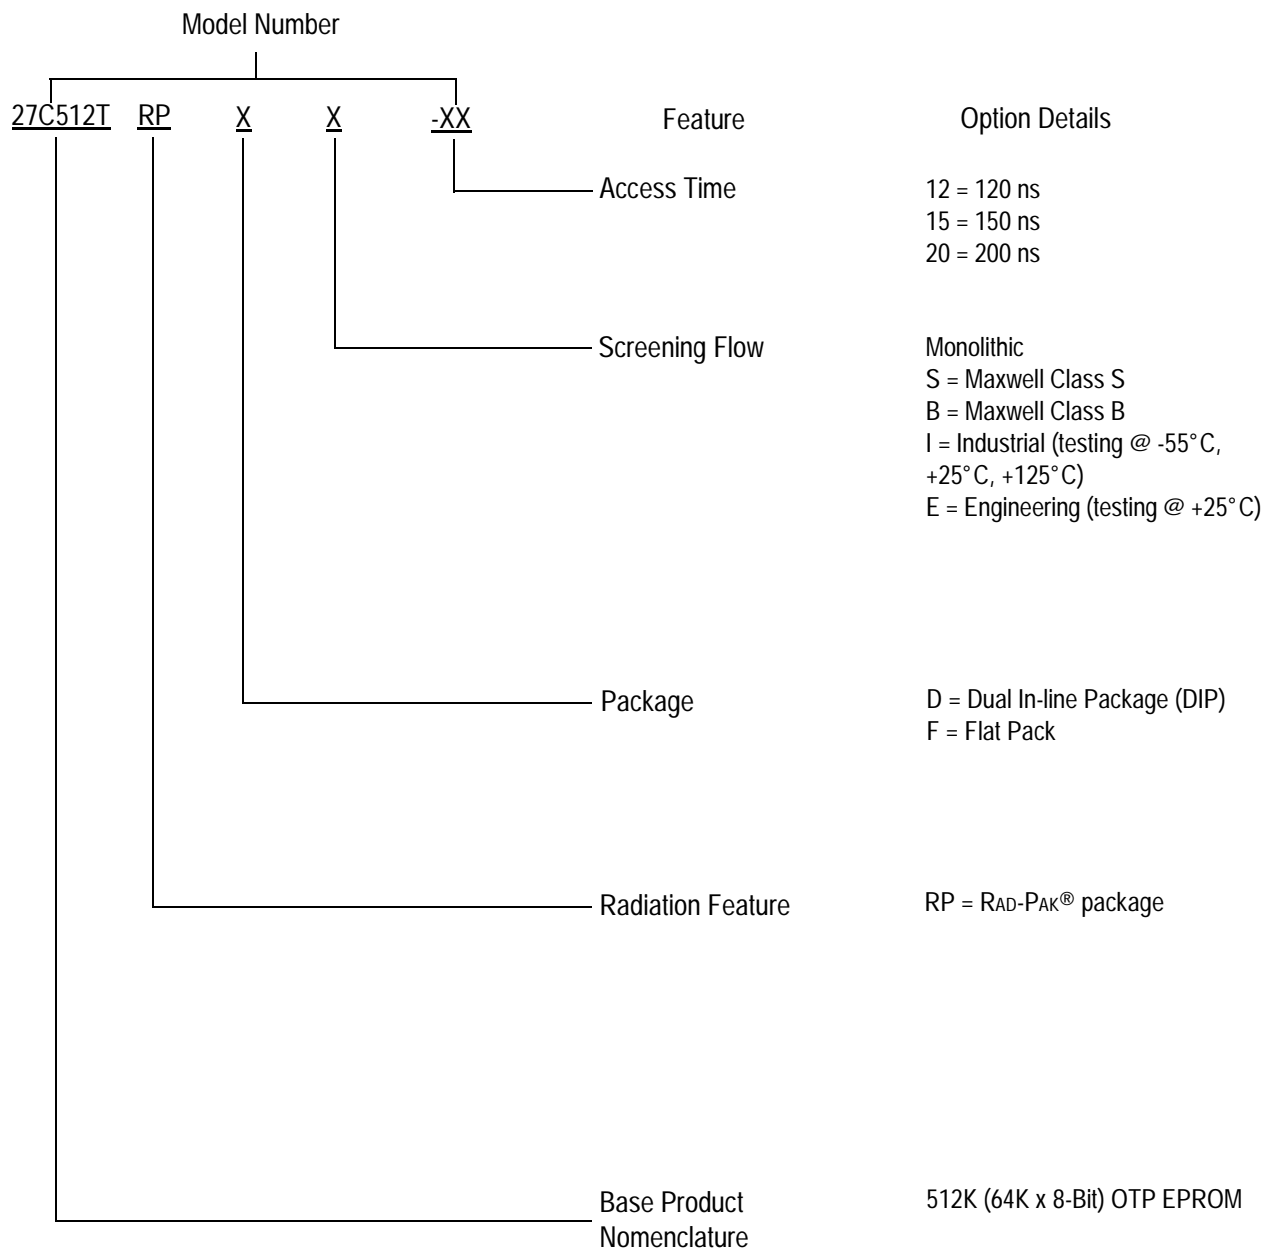 Model Number
27C512T RP X X -XX Feature Option Details
Access Time 12 = 120 ns
15 = 150 ns
20 = 200 ns
Screening Flow Monolithic
S = Maxwell Class S
B = Maxwell Class B
I = Industrial (testing @ -55°C,
+25°C, +125°C)
E = Engineering (testing @ +25°C)
Package D = Dual In-line Package (DIP)
F = Flat Pack
Radiation Feature RP = RAD-PAK® package
Base Product 512K (64K x 8-Bit) OTP EPROM
Nomenclature